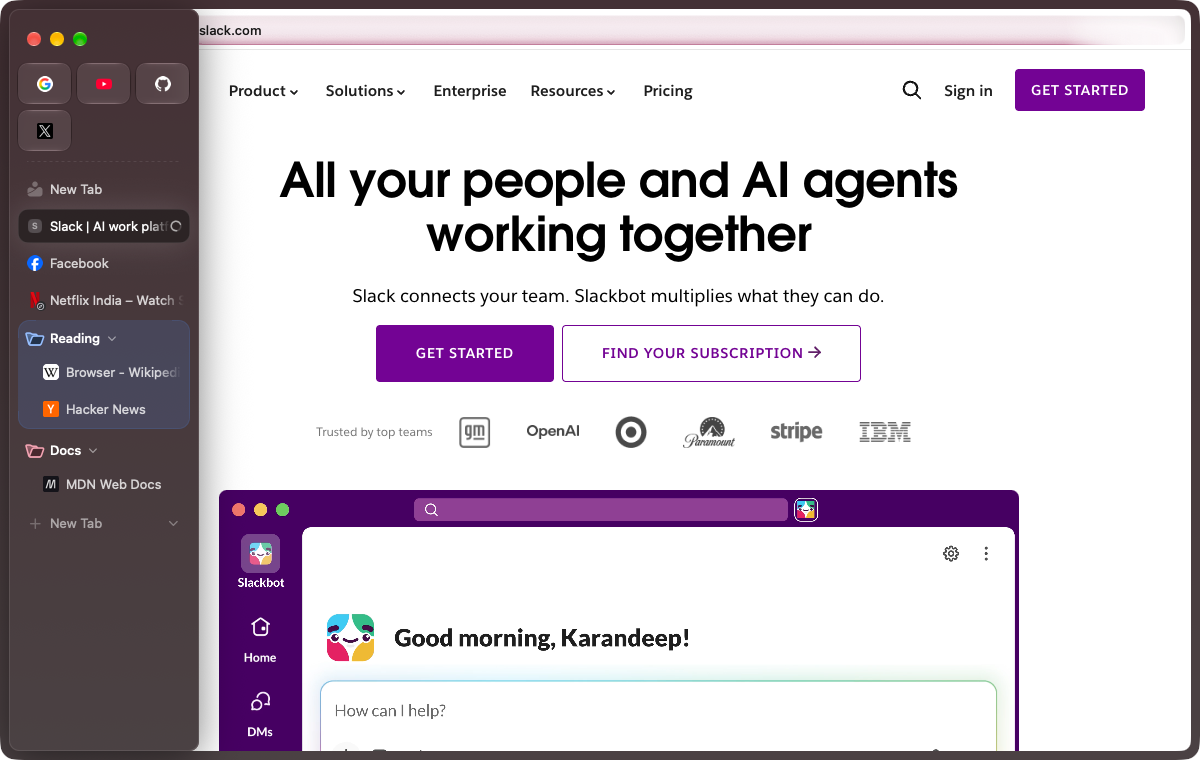 slack.com
New Tab
Slack | AI work platf
Facebook
Netflix India – Watch S
Reading
Browser - Wikiped
Hacker News
Docs
MDN Web Docs
New Tab
Product
Solutions
Enterprise
Resources
Pricing
Sign in
GET STARTED
All your people and AI agents
working together
Slack connects your team. Slackbot multiplies what they can do.
GET STARTED
FIND YOUR SUBSCRIPTION
Trusted by top teams
gm
OpenAI
Paramount
stripe
IBM
Slackbot
Home
DMs
Good morning, Karandeep!
How can I help?